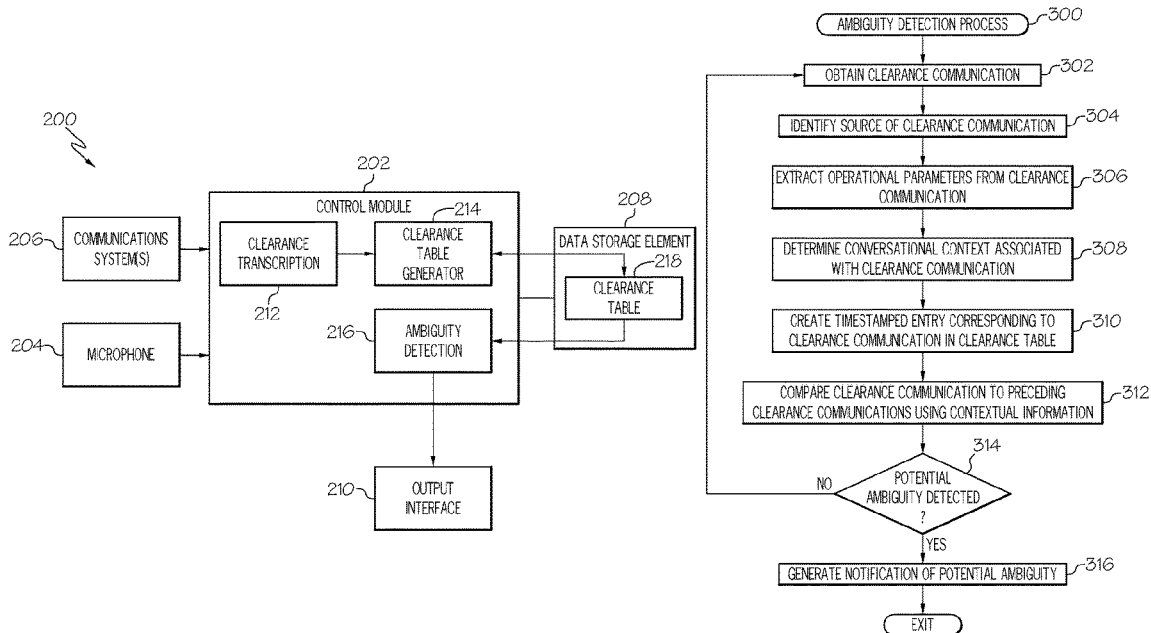 200
202
CONTROL MODULE
206
COMMUNICATIONS
SYSTEM(S)
204
MICROPHONE
CLEARANCE
TRANSCRIPTION
212
214
CLEARANCE
TABLE
GENERATOR
216
AMBIGUITY
DETECTION
208
DATA STORAGE ELEMENT
218
CLEARANCE
TABLE
210
OUTPUT
INTERFACE
AMBIGUITY DETECTION PROCESS
300
OBTAIN CLEARANCE COMMUNICATION
302
IDENTIFY SOURCE OF CLEARANCE COMMUNICATION
304
EXTRACT OPERATIONAL PARAMETERS FROM CLEARANCE
COMMUNICATION
306
DETERMINE CONVERSATIONAL CONTEXT ASSOCIATED
WITH CLEARANCE COMMUNICATION
308
CREATE TIMESTAMPED ENTRY CORRESPONDING TO
CLEARANCE COMMUNICATION IN CLEARANCE TABLE
310
COMPARE CLEARANCE COMMUNICATION TO PRECEDING
CLEARANCE COMMUNICATIONS USING CONTEXTUAL INFORMATION
312
314
POTENTIAL
AMBIGUITY DETECTED
?
NO
YES
GENERATE NOTIFICATION OF POTENTIAL AMBIGUITY
316
EXIT